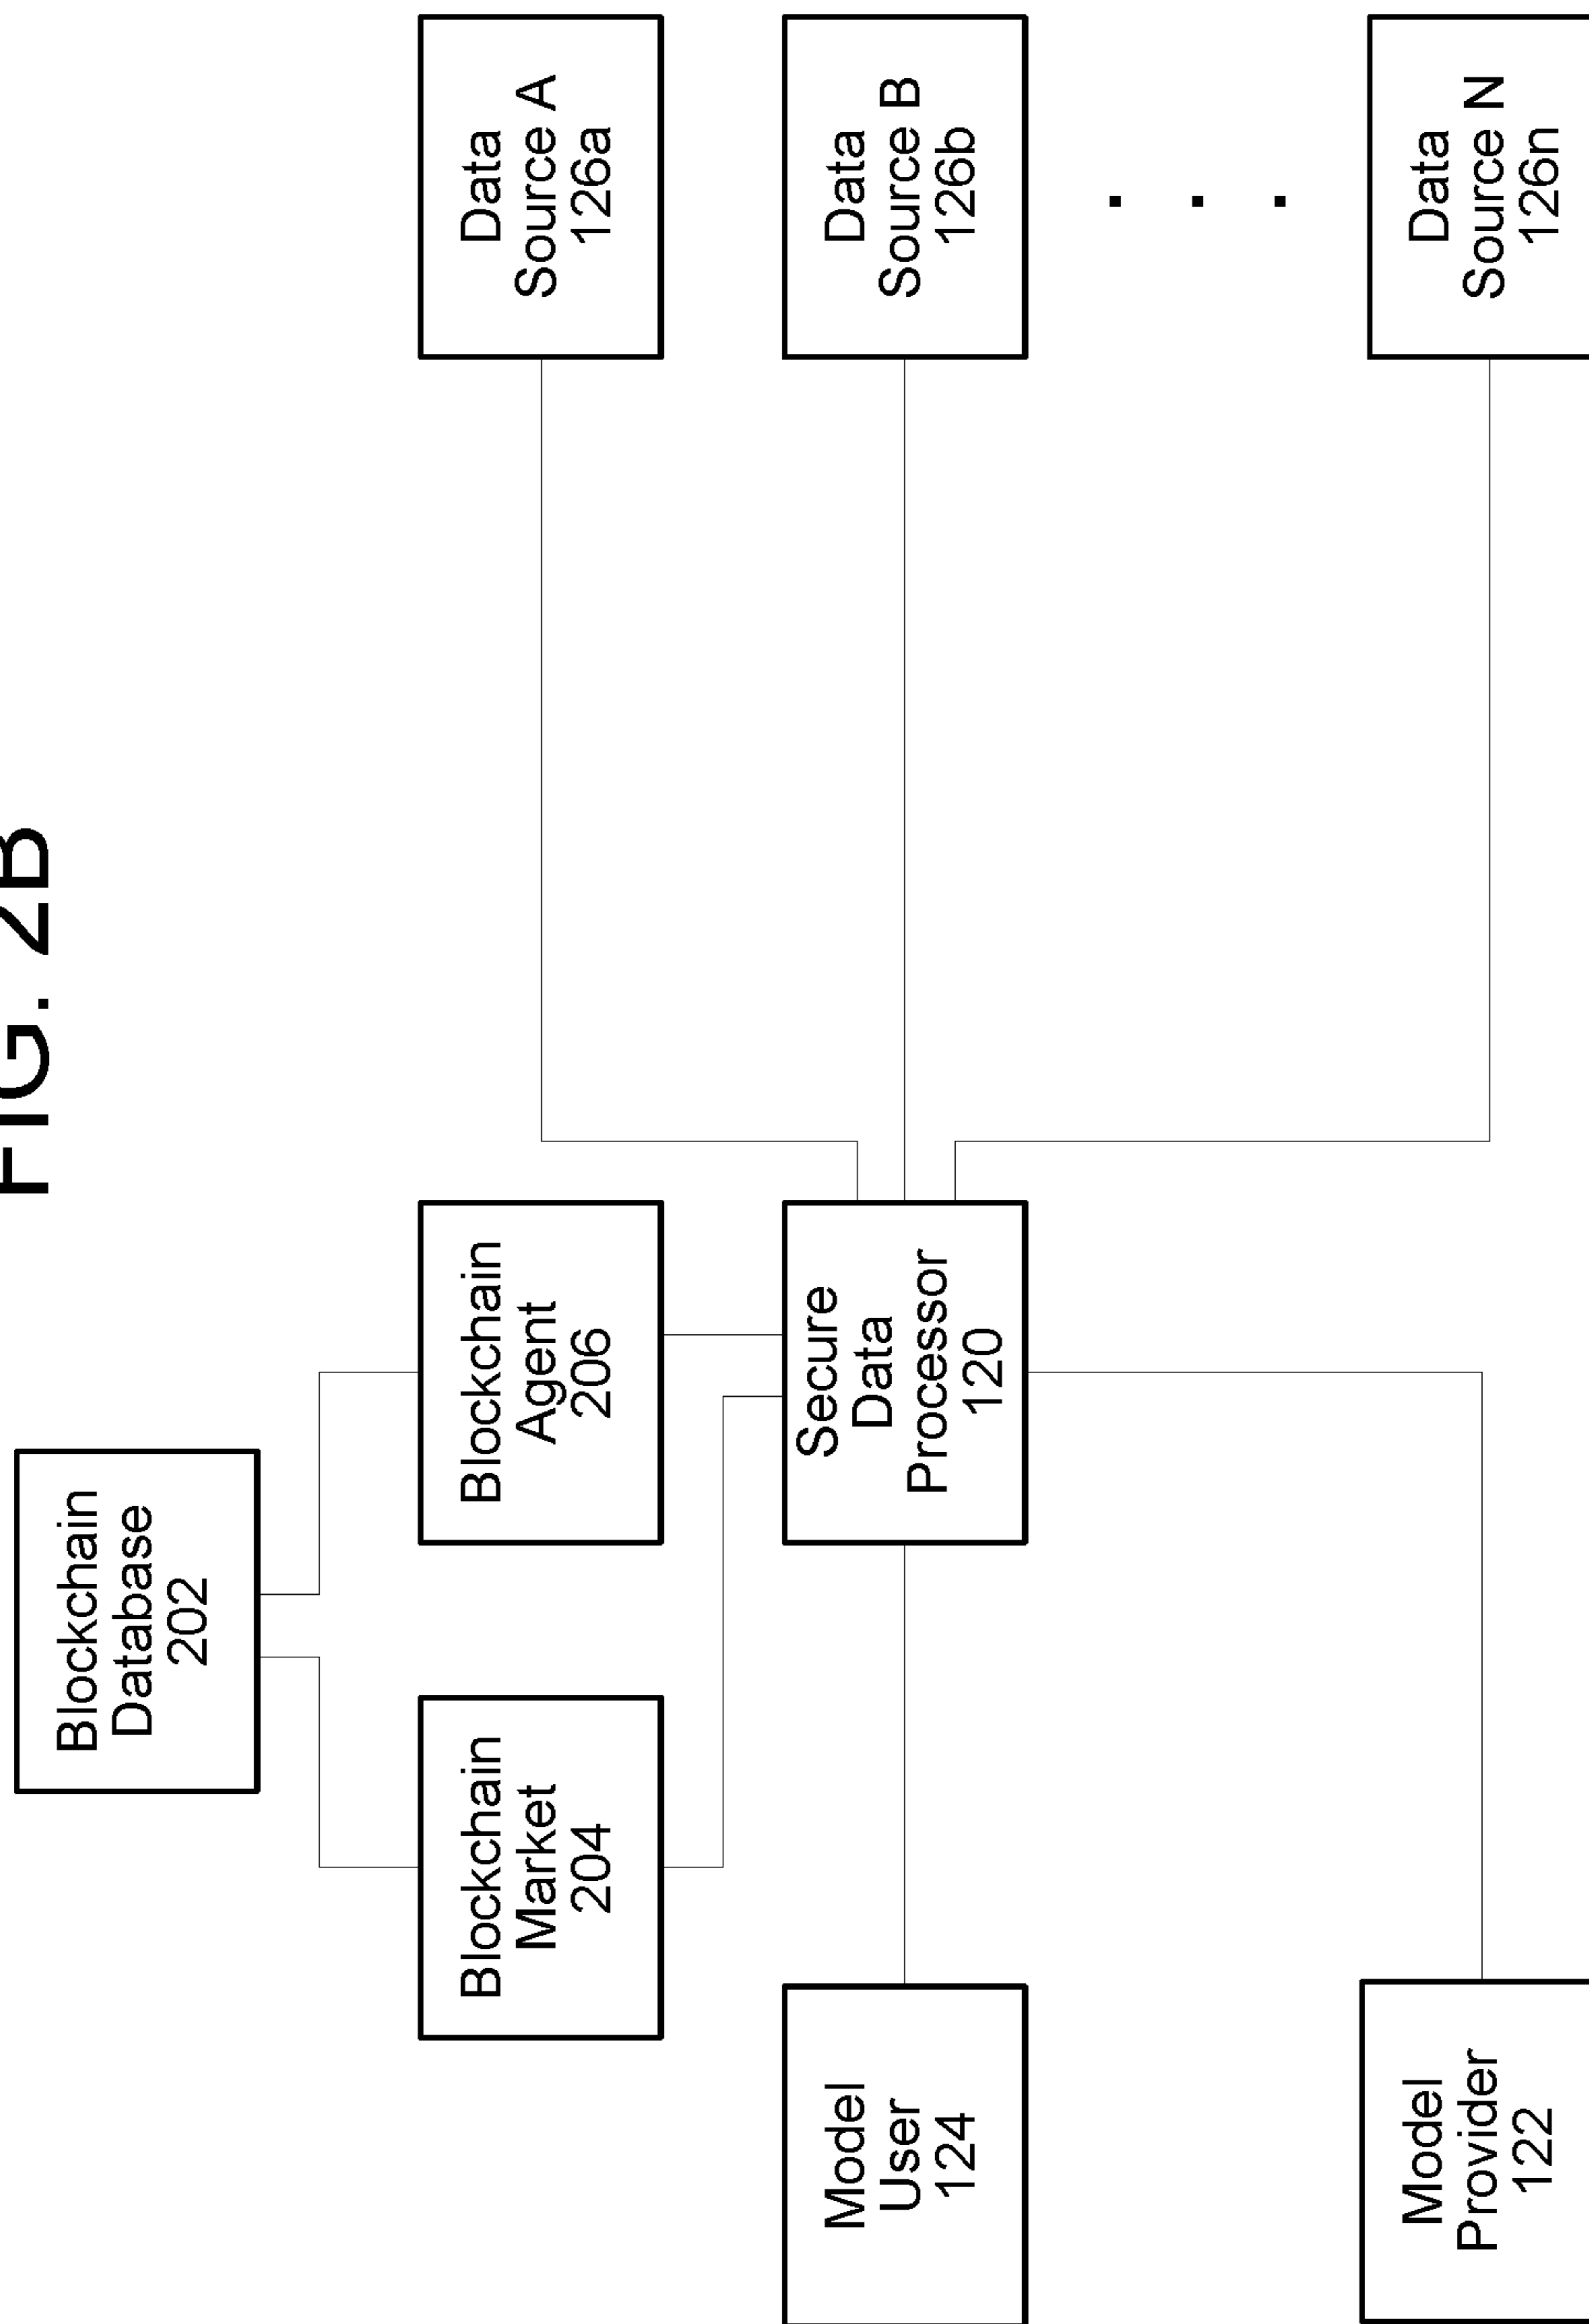 FIG. 2B
Blockchain
Database
202
Blockchain
Market
204
Blockchain
Agent
206
Data
Source A
126a
Model
User
124
Secure
Data
Processor
120
Data
Source B
126b
. . .
Model
Provider
122
Data
Source N
126n